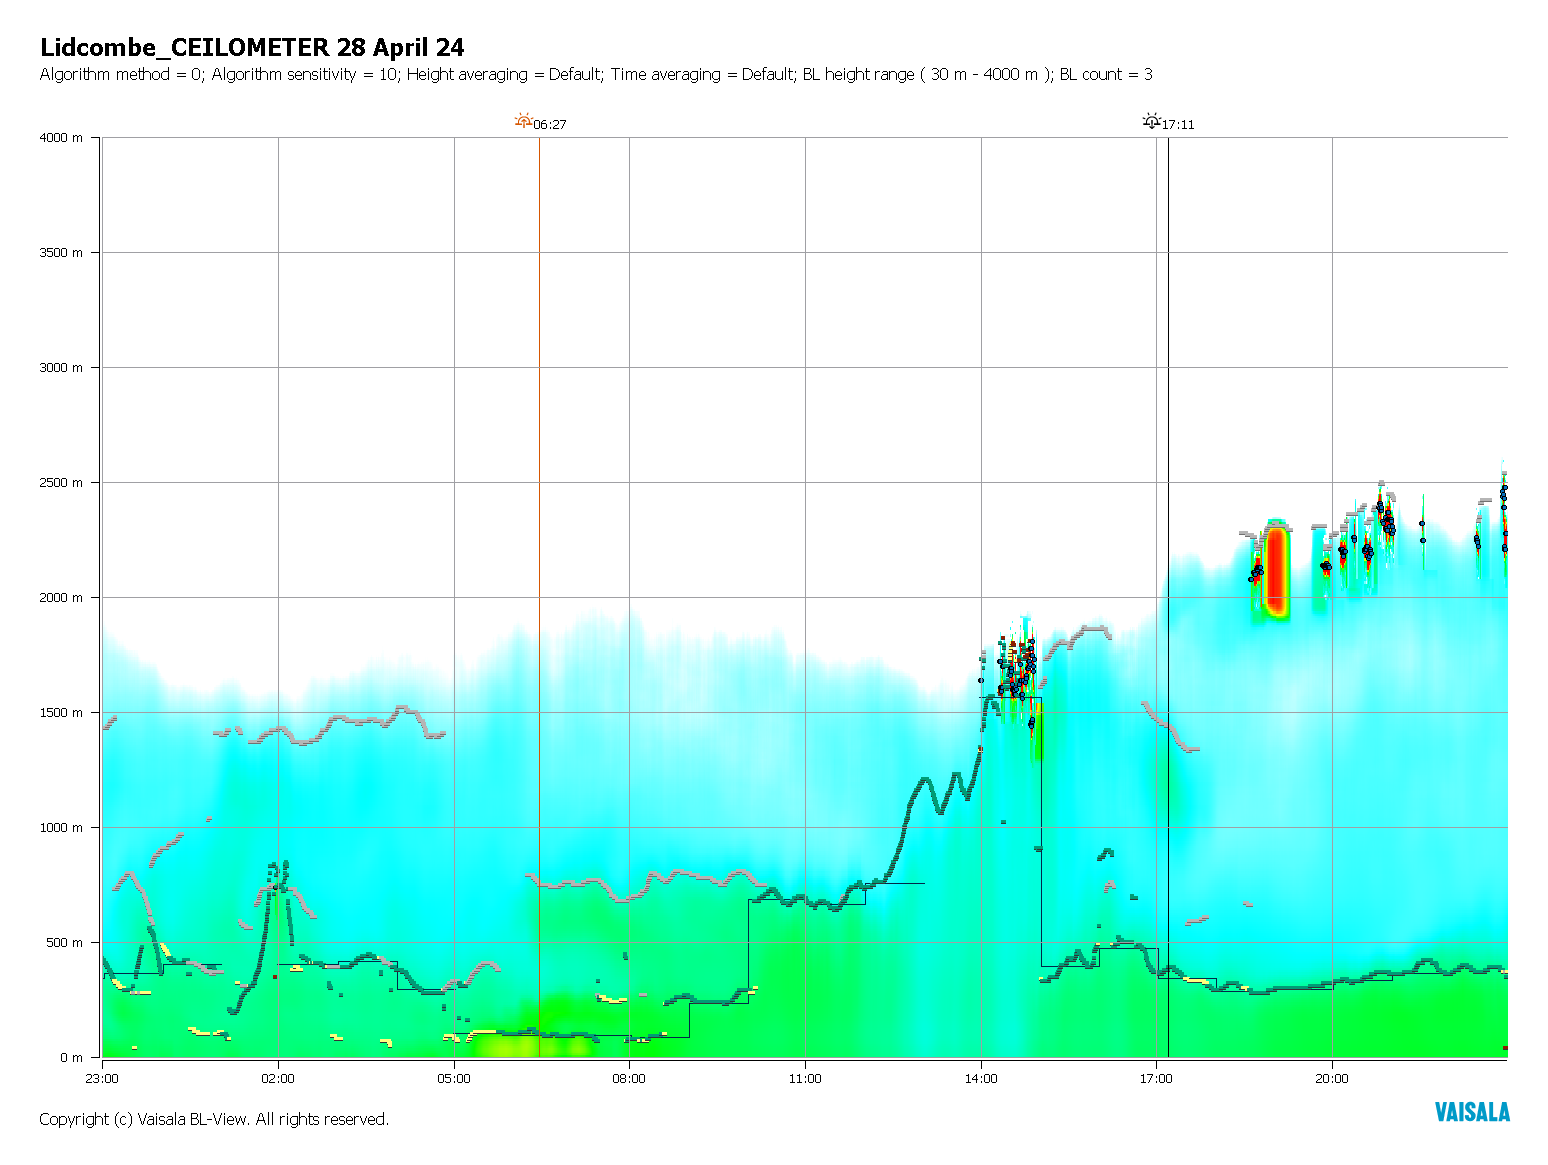 Lidcombe_CEILOMETER 28 April 24
Algorithm method = 0; Algorithm sensitivity = 10; Height averaging = Default; Time averaging = Default; BL height range ( 30 m - 4000 m ); BL count = 3
06:27 17:11
4000 m
3500 m
3000 m
2500 m
2000 m
1500 m
1000 m
500 m
0 m
23:00 02:00 05:00 08:00 11:00 14:00 17:00 20:00
Copyright (c) Vaisala BL-View. All rights reserved.
VAISALA